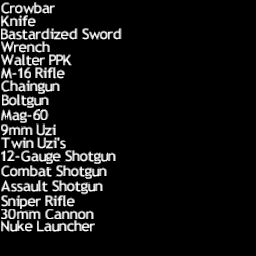 Crowbar
Knife
Bastardized Sword
Wrench
Walter PPK
M-16 Rifle
Chaingun
Boltgun
Mag-60
9mm Uzi
Twin Uzi's
12-Gauge Shotgun
Combat Shotgun
Assault Shotgun
Sniper Rifle
30mm Cannon
Nuke Launcher